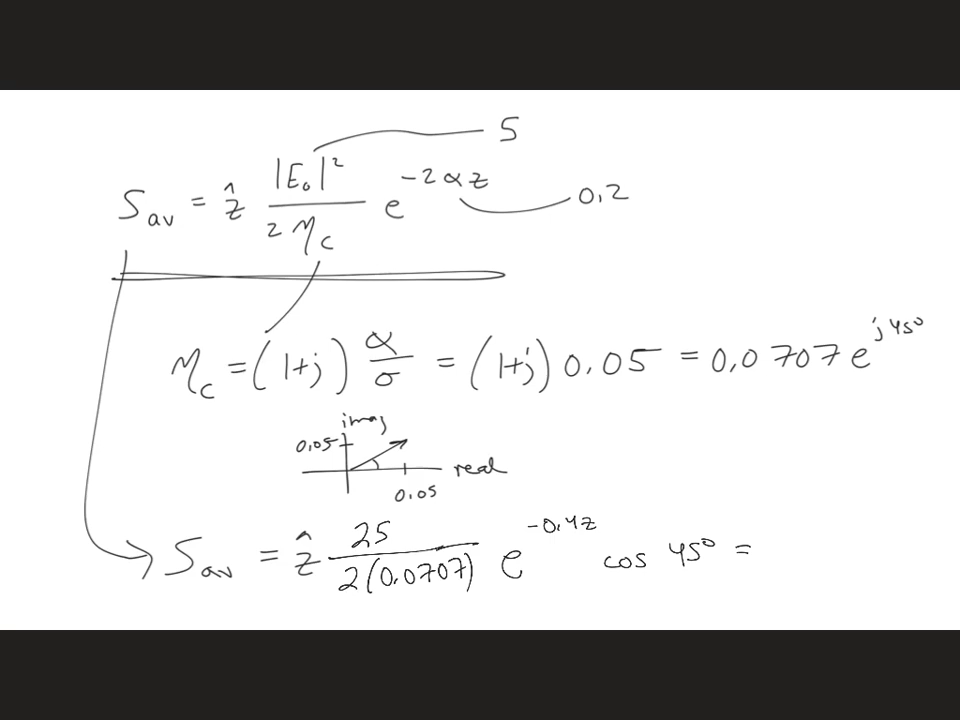 5
S_av = ẑ |E₀|² / 2η_c e^(-2αz) 0.2
η_c = (1+j) α/σ = (1+j) 0.05 = 0.0707 e^(j45°)
imag
0.05
real
0.05
S_av = ẑ 25 / 2(0.0707) e^(-0.4z) cos 45° =